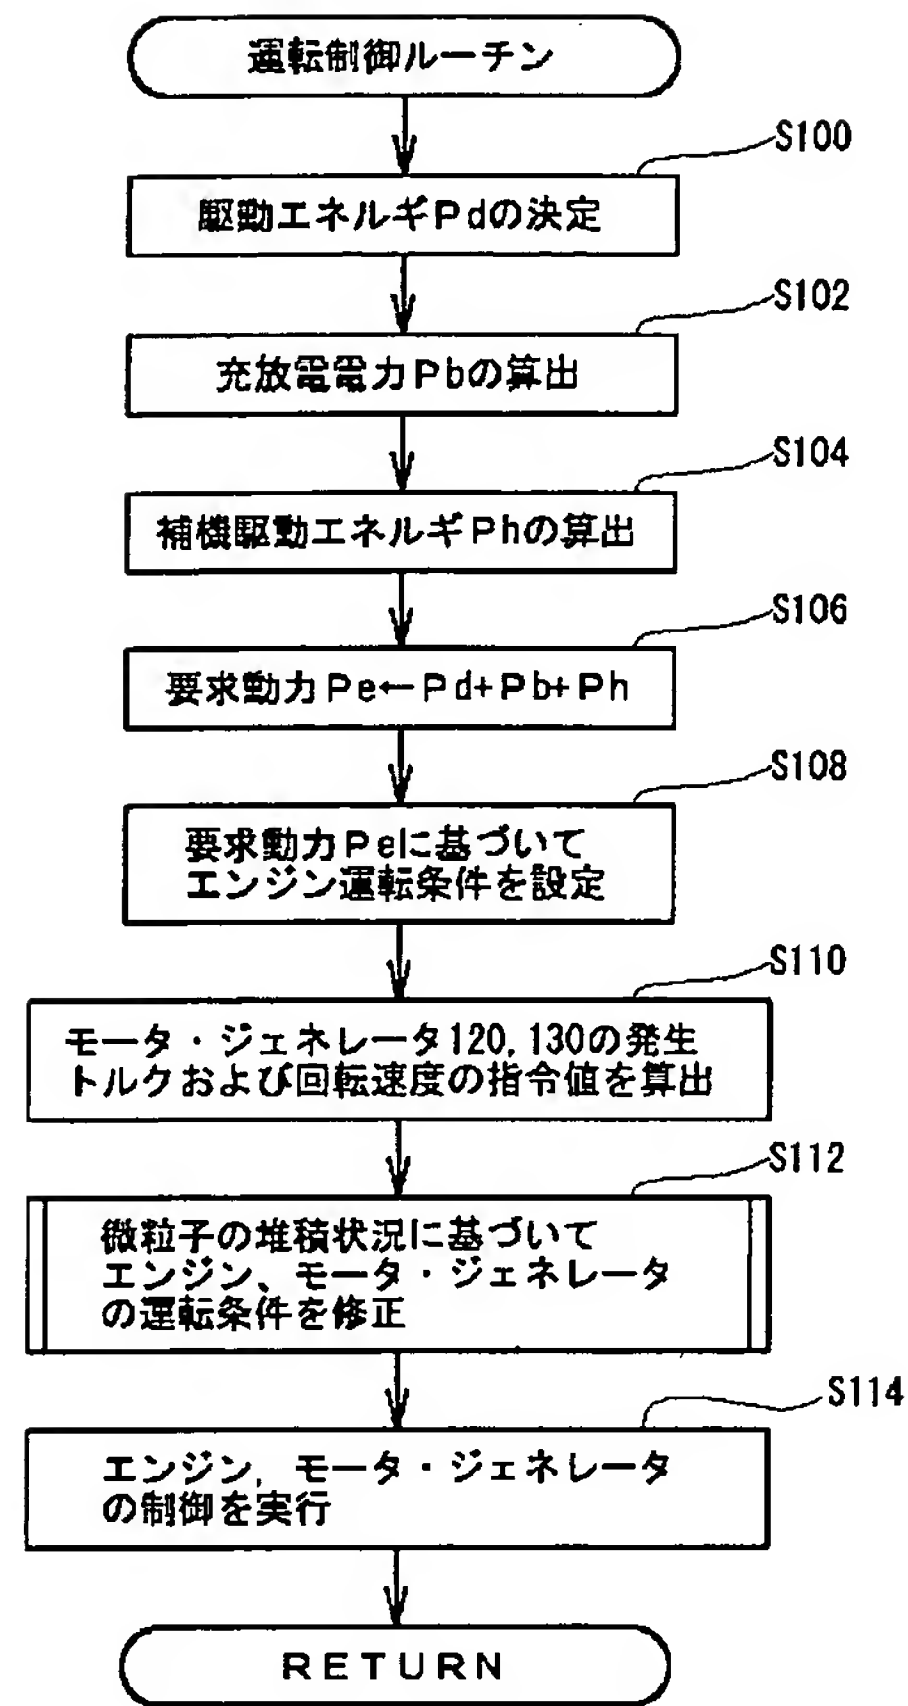 運転制御ルーチン
S100
駆動エネルギPdの決定
S102
充放電電力Pbの算出
S104
補機駆動エネルギPhの算出
S106
要求動力Pe←Pd+Pb+Ph
S108
要求動力Peに基づいて
エンジン運転条件を設定
S110
モータ・ジェネレータ120,130の発生
トルクおよび回転速度の指令値を算出
S112
微粒子の堆積状況に基づいて
エンジン、モータ・ジェネレータ
の運転条件を修正
S114
エンジン,モータ・ジェネレータ
の制御を実行
RETURN